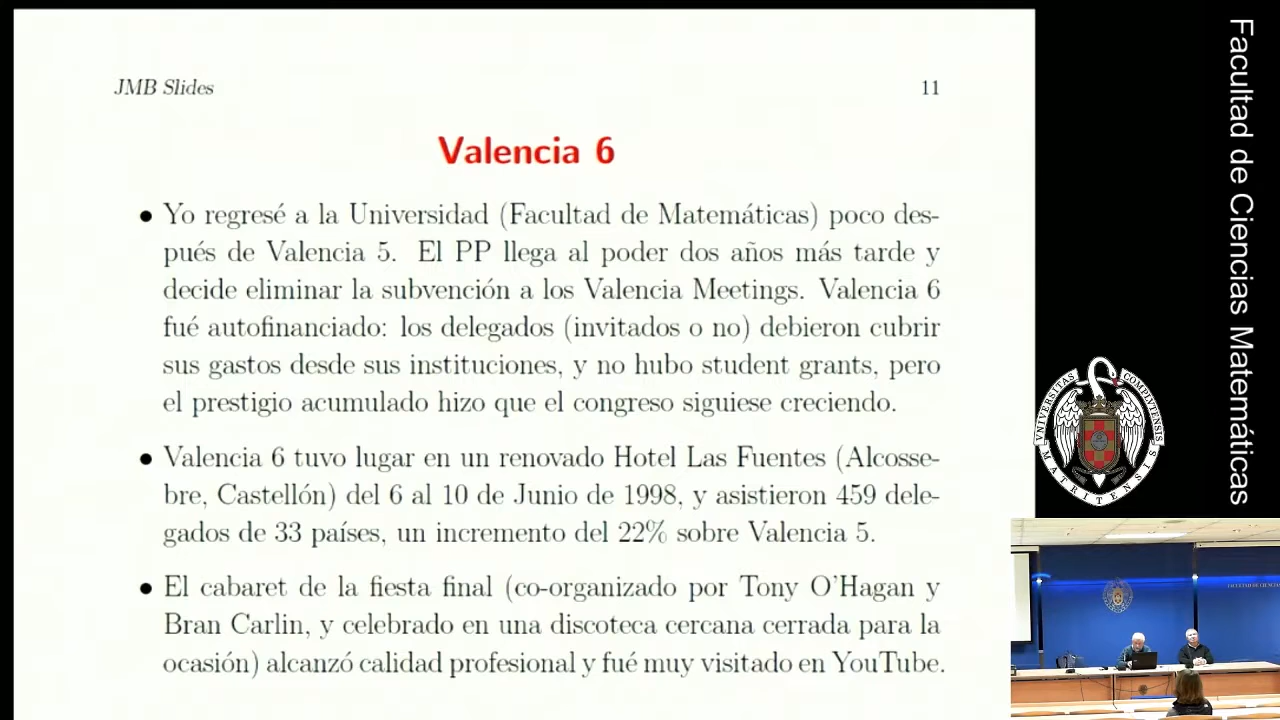 JMB Slides 11
Valencia 6
• Yo regresé a la Universidad (Facultad de Matemáticas) poco des-
pués de Valencia 5. El PP llega al poder dos años más tarde y
decide eliminar la subvención a los Valencia Meetings. Valencia 6
fué autofinanciado: los delegados (invitados o no) debieron cubrir
sus gastos desde sus instituciones, y no hubo student grants, pero
el prestigio acumulado hizo que el congreso siguiese creciendo.
• Valencia 6 tuvo lugar en un renovado Hotel Las Fuentes (Alcosse-
bre, Castellón) del 6 al 10 de Junio de 1998, y asistieron 459 dele-
gados de 33 países, un incremento del 22% sobre Valencia 5.
• El cabaret de la fiesta final (co-organizado por Tony O'Hagan y
Bran Carlin, y celebrado en una discoteca cercana cerrada para la
ocasión) alcanzó calidad profesional y fué muy visitado en YouTube.
Facultad de Ciencias Matemáticas
VNIVERSITAS COMPLVTENSIS
MATRITENSIS